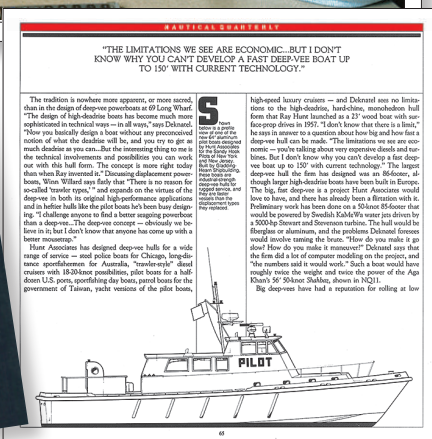 NAUTICAL QUARTERLY
"THE LIMITATIONS WE SEE ARE ECONOMIC...BUT I DON'T
KNOW WHY YOU CAN'T DEVELOP A FAST DEEP-VEE BOAT UP
TO 150' WITH CURRENT TECHNOLOGY."
The tradition is nowhere more apparent, or more sacred,
than in the design of deep-vee powerboats at 69 Long Wharf.
"The design of high-deadrise boats has become much more
sophisticated in technical ways — in all ways," says Deknatel.
"Now you basically design a boat without any preconceived
notion of what the deadrise will be, and you try to get as
much deadrise as you can...But the interesting thing to me is
the technical involvements and possibilities you can work
out with this hull form. The concept is more right today
than when Ray invented it." Discussing displacement power-
boats, Winn Willard says flatly that "There is no reason for
so-called 'trawler types,'" and expands on the virtues of the
deep-vee in both its original high-performance applications
and in heftier hulls like the pilot boats he's been busy design-
ing. "I challenge anyone to find a better seagoing powerboat
than a deep-vee...The deep-vee concept — obviously we be-
lieve in it; but I don't know that anyone has come up with a
better mousetrap."
Hunt Associates has designed deep-vee hulls for a wide
range of service — steel police boats for Chicago, long-dis-
tance sportfishermen for Australia, "trawler-style" diesel
cruisers with 18-20-knot possibilities, pilot boats for a half-
dozen U.S. ports, sportfishing day boats, patrol boats for the
government of Taiwan, yacht versions of the pilot boats,
Shown
below is a profile
view of one of the
new 64' aluminum
pilot boats designed
by Hunt Associates
for the Sandy Hook
Pilots of New York
and New Jersey.
Built by Gladding-
Hearn Shipbuilding,
these boats are
industrial-strength
deep-vee hulls for
rugged service, and
they are faster
vessels than the
displacement types
they replaced.
high-speed luxury cruisers — and Deknatel sees no limita-
tions to the high-deadrise, hard-chine, monohedron hull
form that Ray Hunt launched as a 23' wood boat with sur-
face-prop drives in 1957. "I don't know that there is a limit,"
he says in answer to a question about how big and how fast a
deep-vee hull can be made. "The limitations we see are eco-
nomic — you're talking about very expensive diesels and tur-
bines. But I don't know why you can't develop a fast deep-
vee boat up to 150' with current technology." The largest
deep-vee hull the firm has designed was an 86-footer, al-
though larger high-deadrise boats have been built in Europe.
The big, fast deep-vee is a project Hunt Associates would
love to have, and there has already been a flirtation with it.
Preliminary work has been done on a 50-knot 85-footer that
would be powered by Swedish KaMeWa water jets driven by
a 5000-hp Stewart and Stevenson turbine. The hull would be
fiberglass or aluminum, and the problems Deknatel foresees
would involve taming the brute. "How do you make it go
slow? How do you make it maneuver?" Deknatel says that
the firm did a lot of computer modeling on the project, and
"the numbers said it would work." Such a boat would have
roughly twice the weight and twice the power of the Aga
Khan's 56' 50-knot Shahbaz, shown in NQ11.
Big deep-vees have had a reputation for rolling at low
PILOT
65